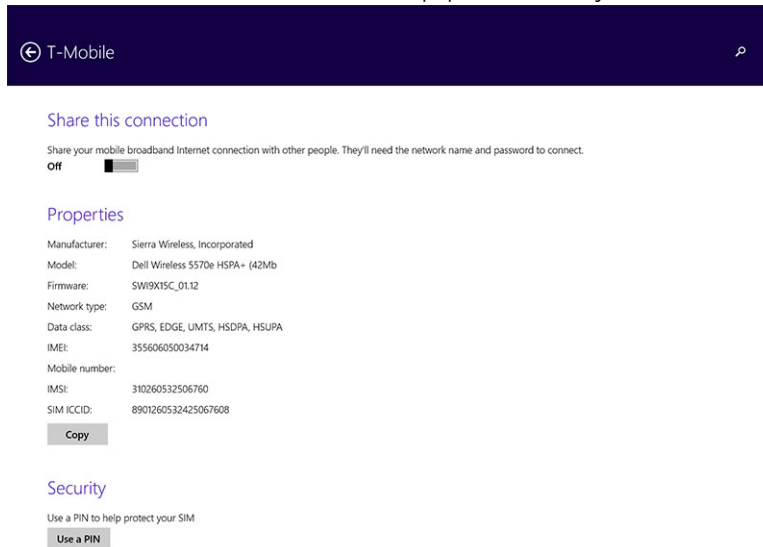 T-Mobile
Share this connection
Share your mobile broadband Internet connection with other people. They'll need the network name and password to connect.
Off
Properties
Manufacturer: Sierra Wireless, Incorporated
Model: Dell Wireless 5570e HSPA+ (42Mb
Firmware: SWI9X15C_01.12
Network type: GSM
Data class: GPRS, EDGE, UMTS, HSDPA, HSUPA
IMEI: 355606050034714
Mobile number:
IMSI: 310260532506760
SIM ICCID: 8901260532425067608
Copy
Security
Use a PIN to help protect your SIM
Use a PIN